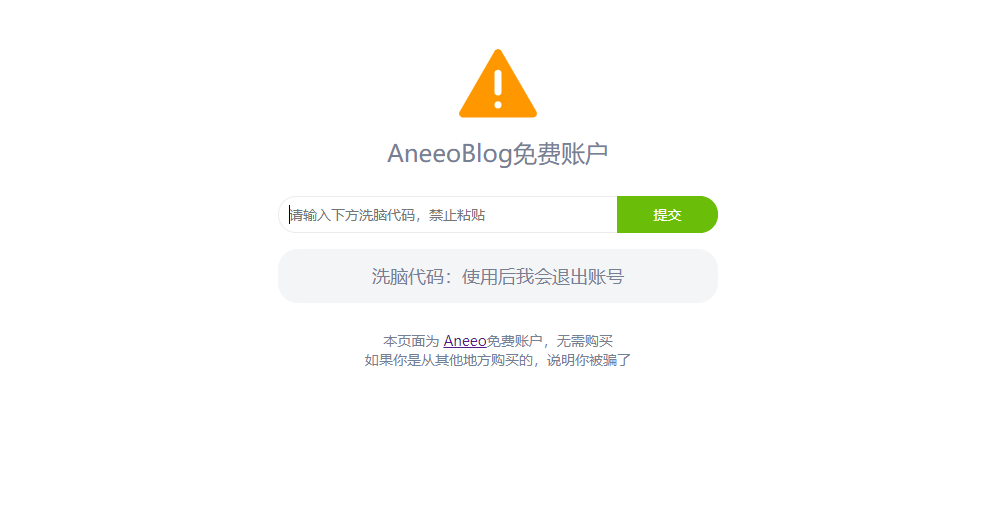 AneeoBlog免费账户
请输入下方洗脑代码，禁止粘贴
提交
洗脑代码：使用后我会退出账号
本页面为 Aneeo免费账户，无需购买
如果你是从其他地方购买的，说明你被骗了